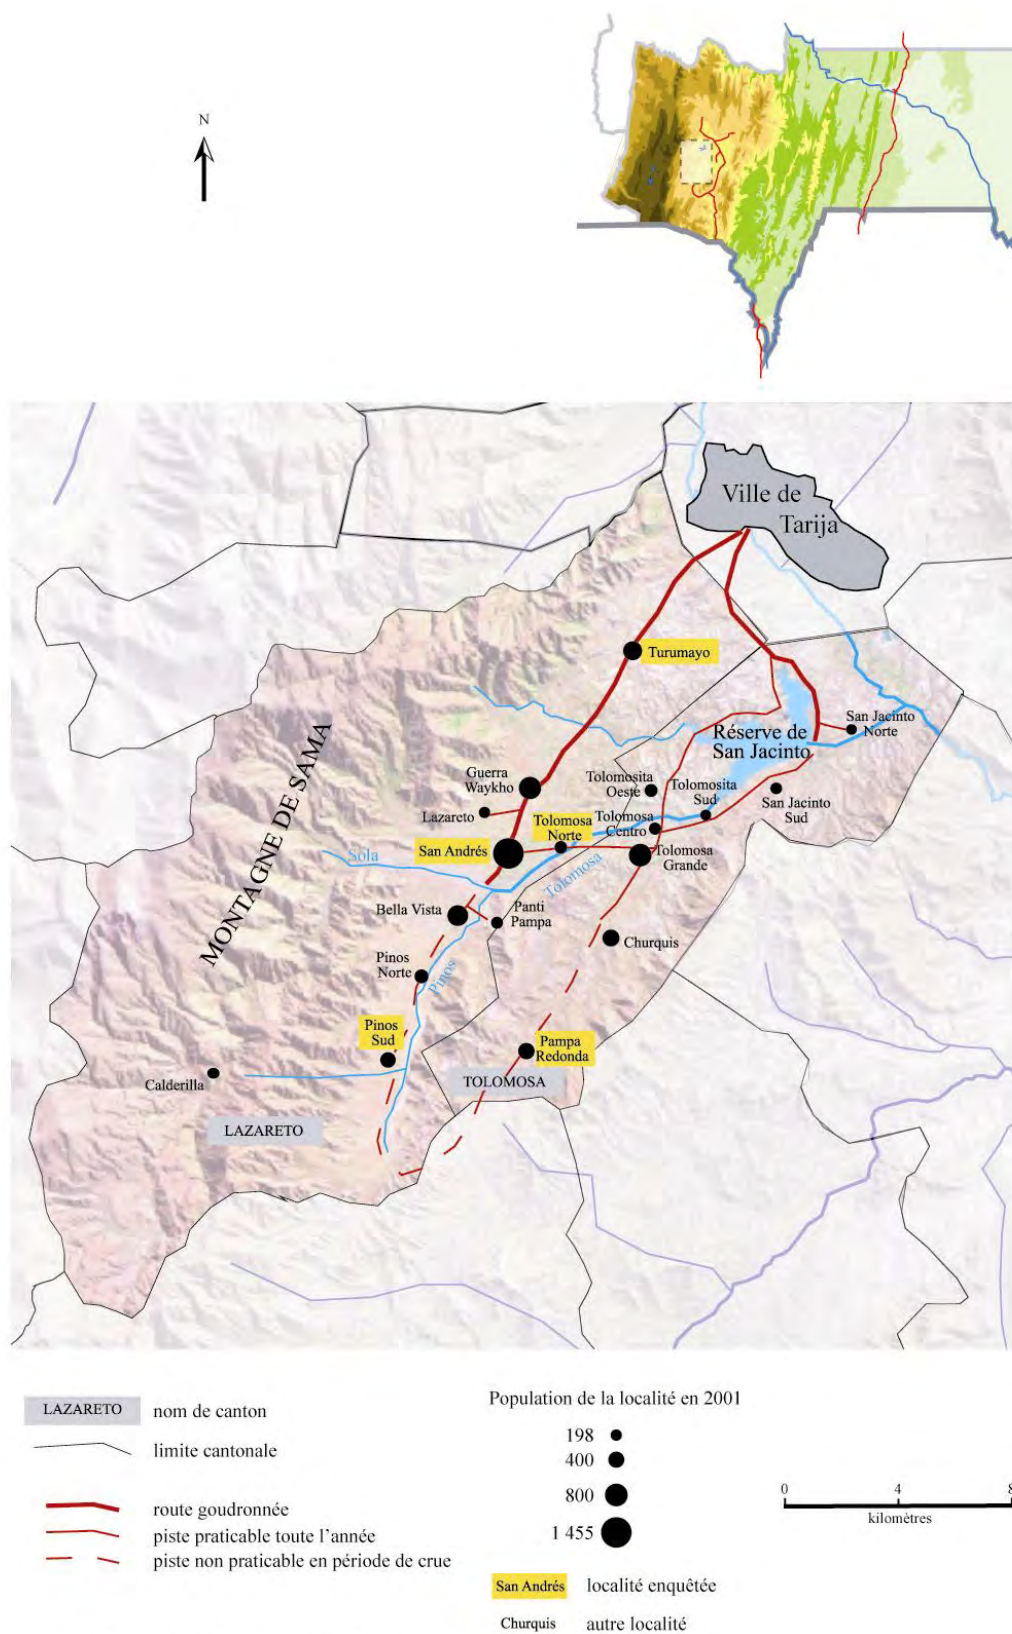 N
Ville de
Tarija
Turumayo
Réserve de
San Jacinto
San Jacinto
Norte
Guerra
Waykho
Tolomosita
Oeste
Tolomosita
Sud
San Jacinto
Sud
Lazareto
Tolomosa
Norte
Tolomosa
Centro
San Andrés
Tolomosa
Grande
Sola
Tolomosa
MONTAGNE DE SAMA
Bella Vista
Panti
Pampa
Churquis
Pinos
Norte
Pinos
Pinos
Sud
Pampa
Redonda
Calderilla
TOLOMOSA
LAZARETO
LAZARETO
nom de canton
limite cantonale
route goudronnée
piste praticable toute l'année
piste non praticable en période de crue
Population de la localité en 2001
198
400
800
1 455
San Andrés
localité enquêtée
Churquis
autre localité
0 4 8
kilométres